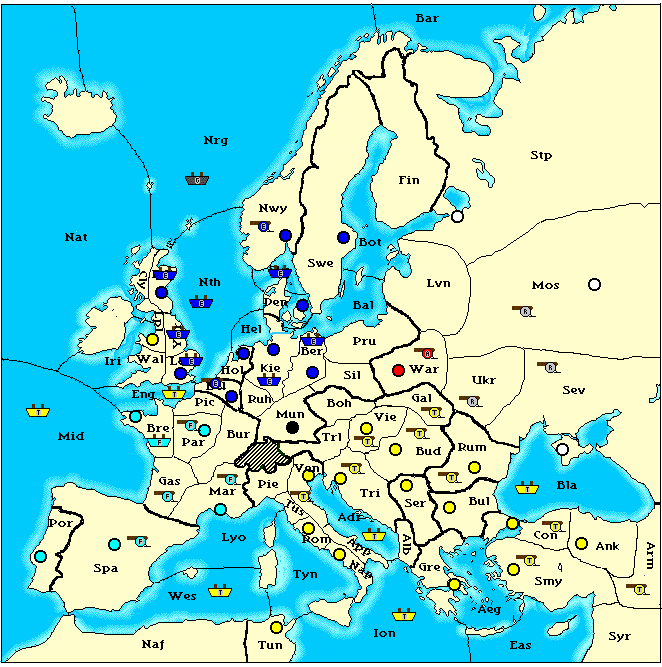 Bar
Nrg
Stp
Fin
Nwy
Nat
Swe
Bot
Cly
Nth
Lvn
Mos
Den
Edi
Hel
Bal
Iri
Wal
Yor
Lon
Hol
Kie
Ber
Pru
War
Ukr
Sev
Eng
Bel
Ruh
Sil
Pic
Mun
Boh
Gal
Mid
Bre
Par
Bur
Trl
Vie
Bud
Rum
Gas
Mar
Pie
Ven
Tri
Ser
Bul
Bla
Por
Spa
Lyo
Tus
Rom
Adr
App
Nap
Alb
Con
Ank
Arm
Gre
Smy
Wes
Tyn
Aeg
Naf
Tun
Ion
Eas
Syr